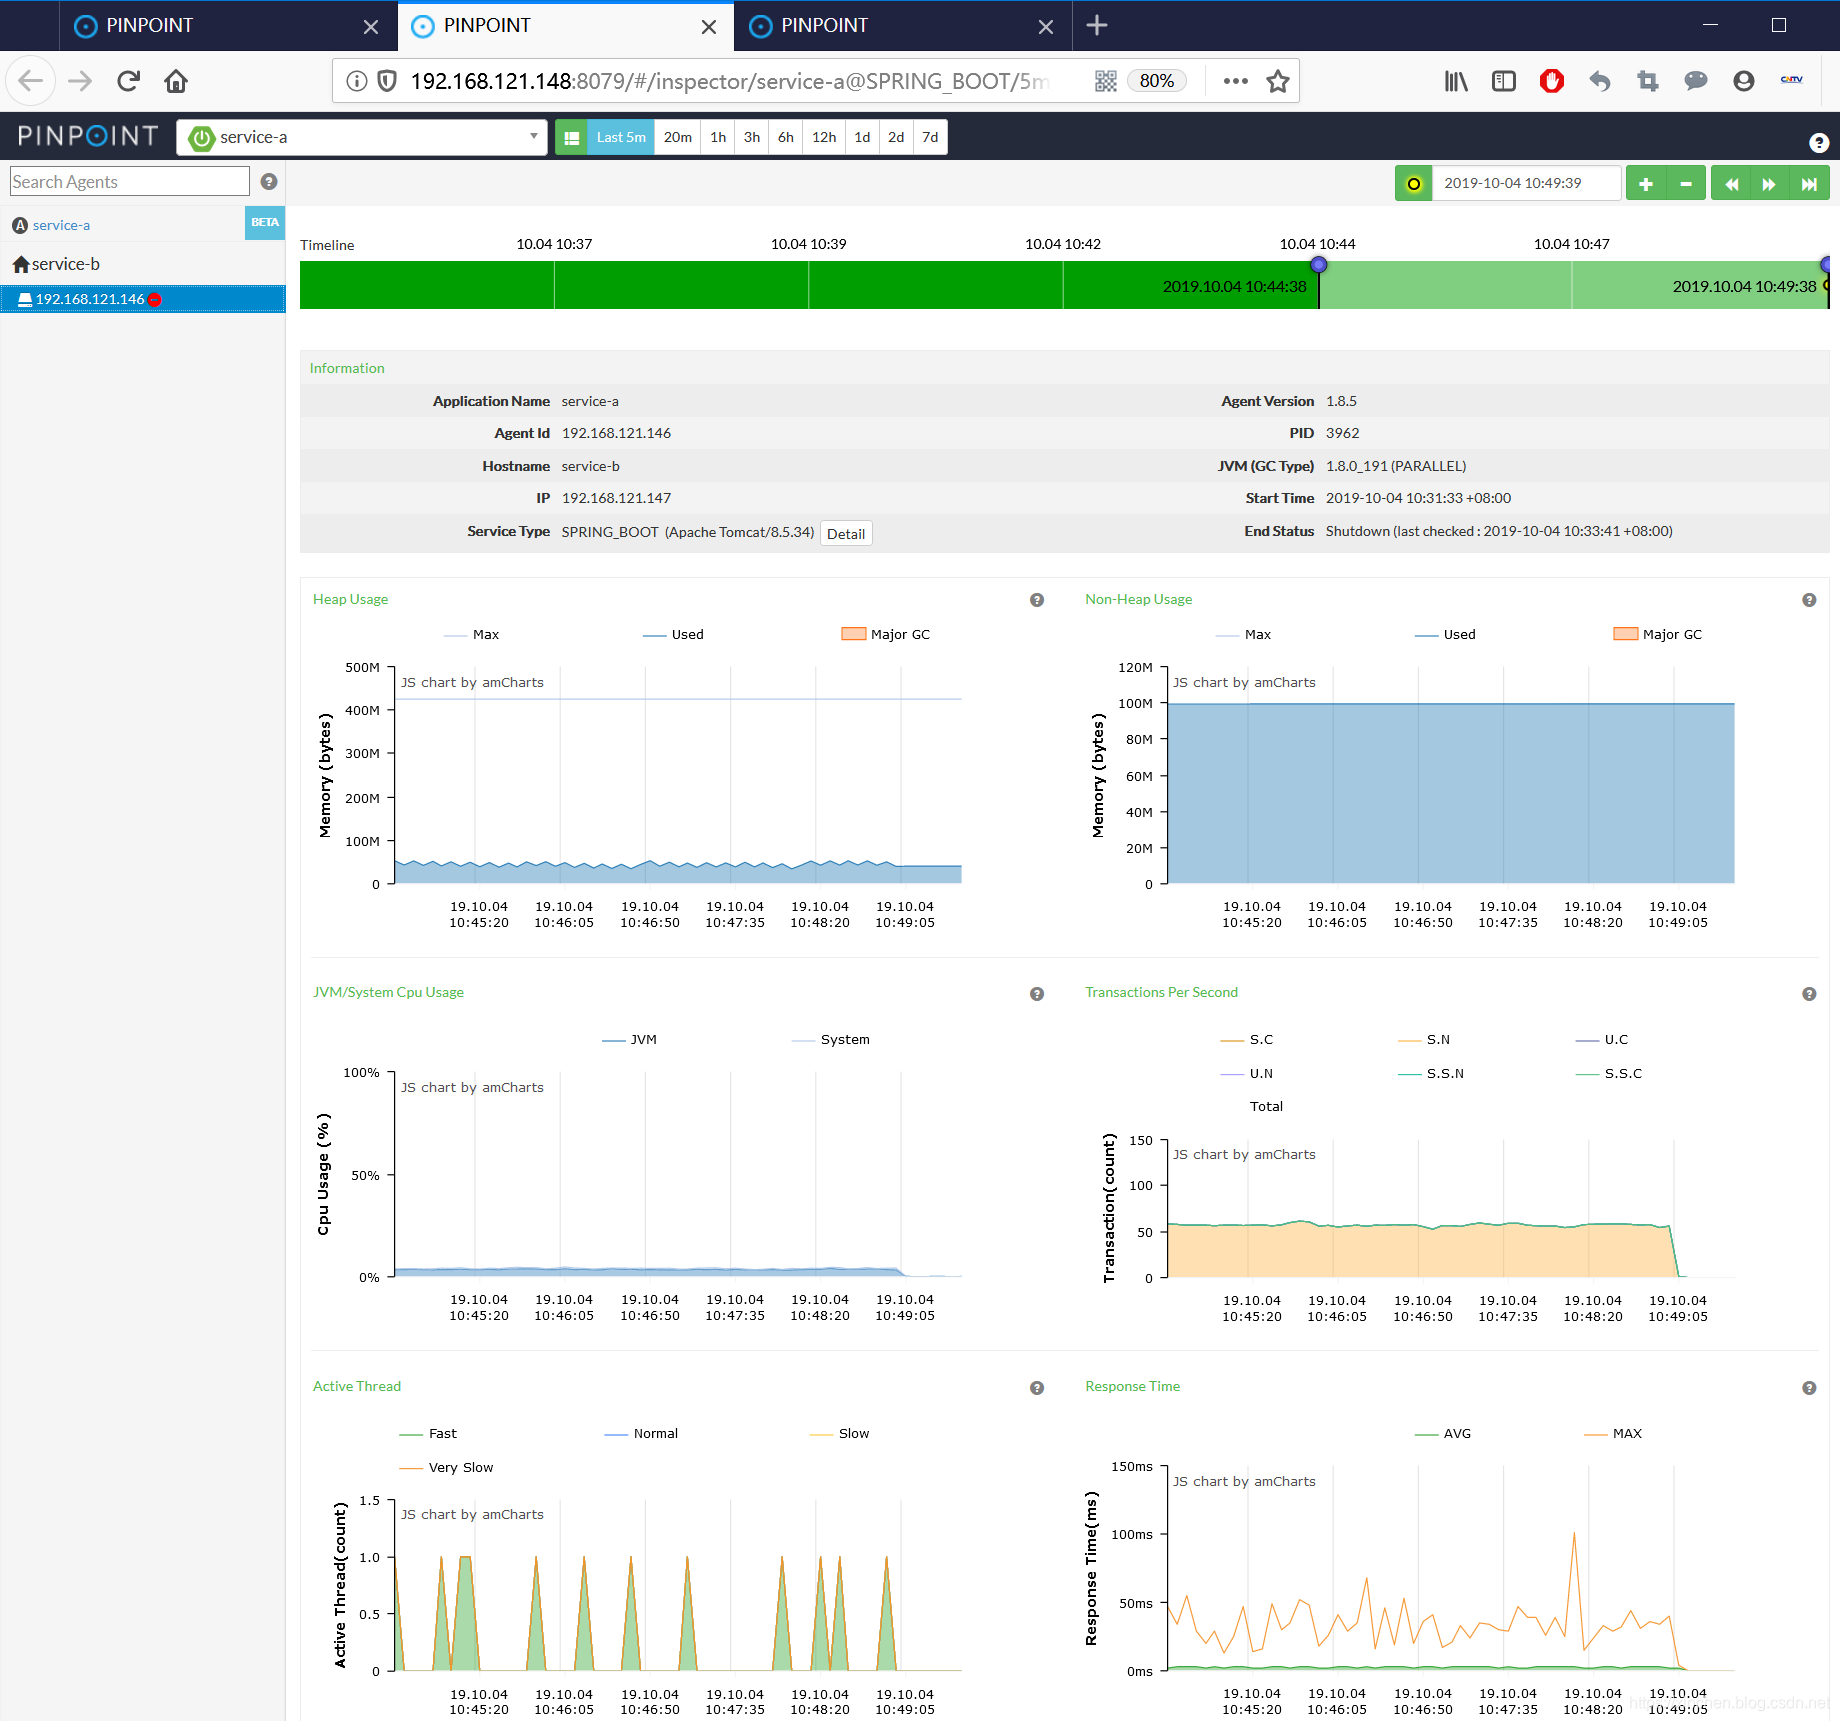 PINPOINT
PINPOINT
PINPOINT
192.168.121.148:8079/#/inspector/service-a@SPRING_BOOT/5m
80%
CNTV
PINPOINT
service-a
Last 5m
20m
1h
3h
6h
12h
1d
2d
7d
Search Agents
2019-10-04 10:49:39
A service-a
BETA
service-b
192.168.121.146
Timeline
10.04 10:37
10.04 10:39
10.04 10:42
10.04 10:44
10.04 10:47
2019.10.04 10:44:38
2019.10.04 10:49:38
Information
Application Name service-a
Agent Version 1.8.5
Agent Id 192.168.121.146
PID 3962
Hostname service-b
JVM (GC Type) 1.8.0_191 (PARALLEL)
IP 192.168.121.147
Start Time 2019-10-04 10:31:33 +08:00
Service Type SPRING_BOOT (Apache Tomcat/8.5.34) Detail
End Status Shutdown (last checked : 2019-10-04 10:33:41 +08:00)
Heap Usage
Max
Used
Major GC
JS chart by amCharts
Memory (bytes)
500M
400M
300M
200M
100M
0
19.10.04 19.10.04 19.10.04 19.10.04 19.10.04 19.10.04
10:45:20 10:46:05 10:46:50 10:47:35 10:48:20 10:49:05
Non-Heap Usage
Max
Used
Major GC
JS chart by amCharts
Memory (bytes)
120M
100M
80M
60M
40M
20M
0
19.10.04 19.10.04 19.10.04 19.10.04 19.10.04 19.10.04
10:45:20 10:46:05 10:46:50 10:47:35 10:48:20 10:49:05
JVM/System Cpu Usage
JVM
System
JS chart by amCharts
Cpu Usage (%)
100%
50%
0%
19.10.04 19.10.04 19.10.04 19.10.04 19.10.04 19.10.04
10:45:20 10:46:05 10:46:50 10:47:35 10:48:20 10:49:05
Transactions Per Second
S.C
S.N
U.C
U.N
S.S.N
S.S.C
Total
JS chart by amCharts
Transaction(count)
150
100
50
0
19.10.04 19.10.04 19.10.04 19.10.04 19.10.04 19.10.04
10:45:20 10:46:05 10:46:50 10:47:35 10:48:20 10:49:05
Active Thread
Fast
Normal
Slow
Very Slow
JS chart by amCharts
Active Thread(count)
1.5
1.0
0.5
0
19.10.04 19.10.04 19.10.04 19.10.04 19.10.04 19.10.04
10:45:20 10:46:05 10:46:50 10:47:35 10:48:20 10:49:05
Response Time
AVG
MAX
JS chart by amCharts
Response Time(ms)
150ms
100ms
50ms
0ms
19.10.04 19.10.04 19.10.04 19.10.04 19.10.04 19.10.04
10:45:20 10:46:05 10:46:50 10:47:35 10:48:20 10:49:05